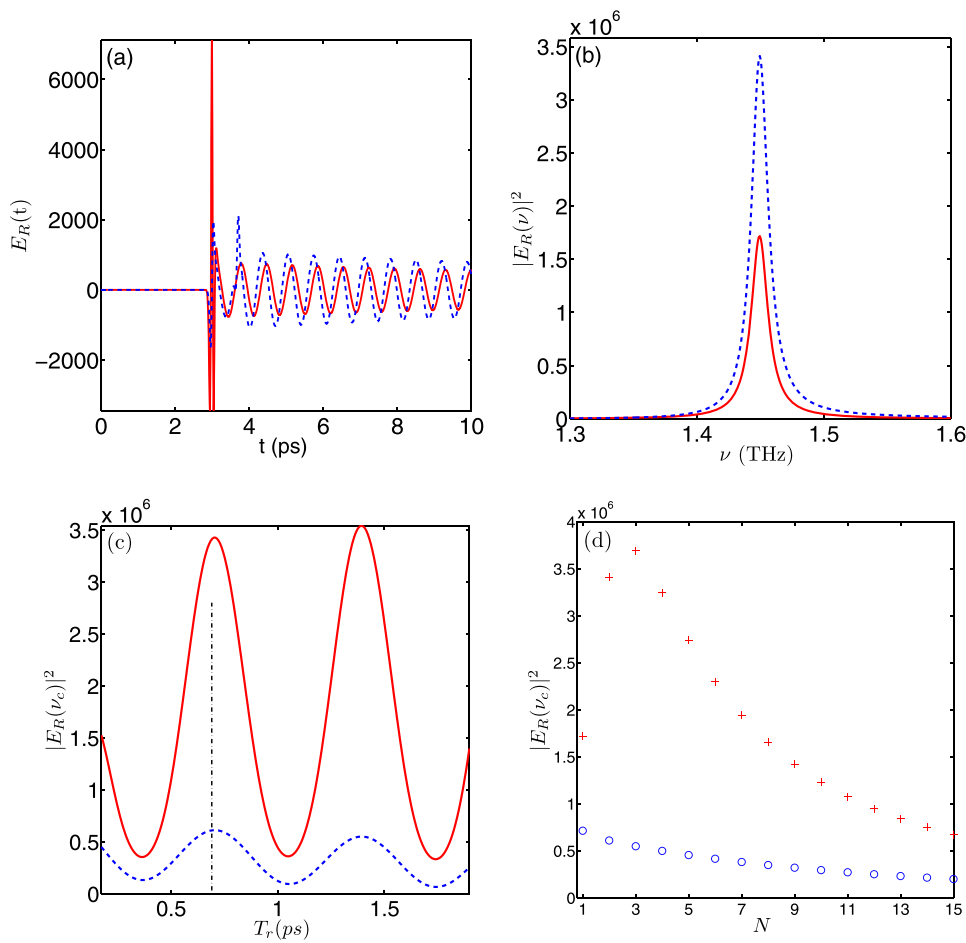 (a)
E_R(t)
6000
4000
2000
0
−2000
0 2 4 6 8 10
t (ps)
x 10^6
(b)
|E_R(ν)|^2
3.5
3
2.5
2
1.5
1
0.5
0
1.3 1.4 1.5 1.6
ν (THz)
x 10^6
(c)
|E_R(ν_c)|^2
3.5
3
2.5
2
1.5
1
0.5
0
0.5 1 1.5
T_r(ps)
x 10^6
(d)
|E_R(ν_c)|^2
4
3.5
3
2.5
2
1.5
1
0.5
0
1 3 5 7 9 11 13 15
N